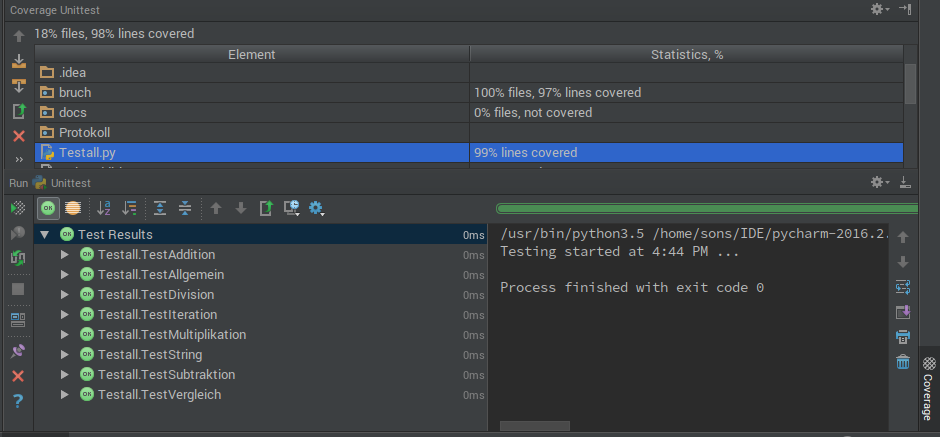 Coverage Unittest
18% files, 98% lines covered
Element Statistics, %
.idea
bruch 100% files, 97% lines covered
docs 0% files, not covered
Protokoll
Testall.py 99% lines covered
Run Unittest
Test Results 0ms
Testall.TestAddition 0ms
Testall.TestAllgemein 0ms
Testall.TestDivision 0ms
Testall.TestIteration 0ms
Testall.TestMultiplikation 0ms
Testall.TestString 0ms
Testall.TestSubtraktion 0ms
Testall.TestVergleich 0ms
/usr/bin/python3.5 /home/sons/IDE/pycharm-2016.2.
Testing started at 4:44 PM ...
Process finished with exit code 0
Coverage